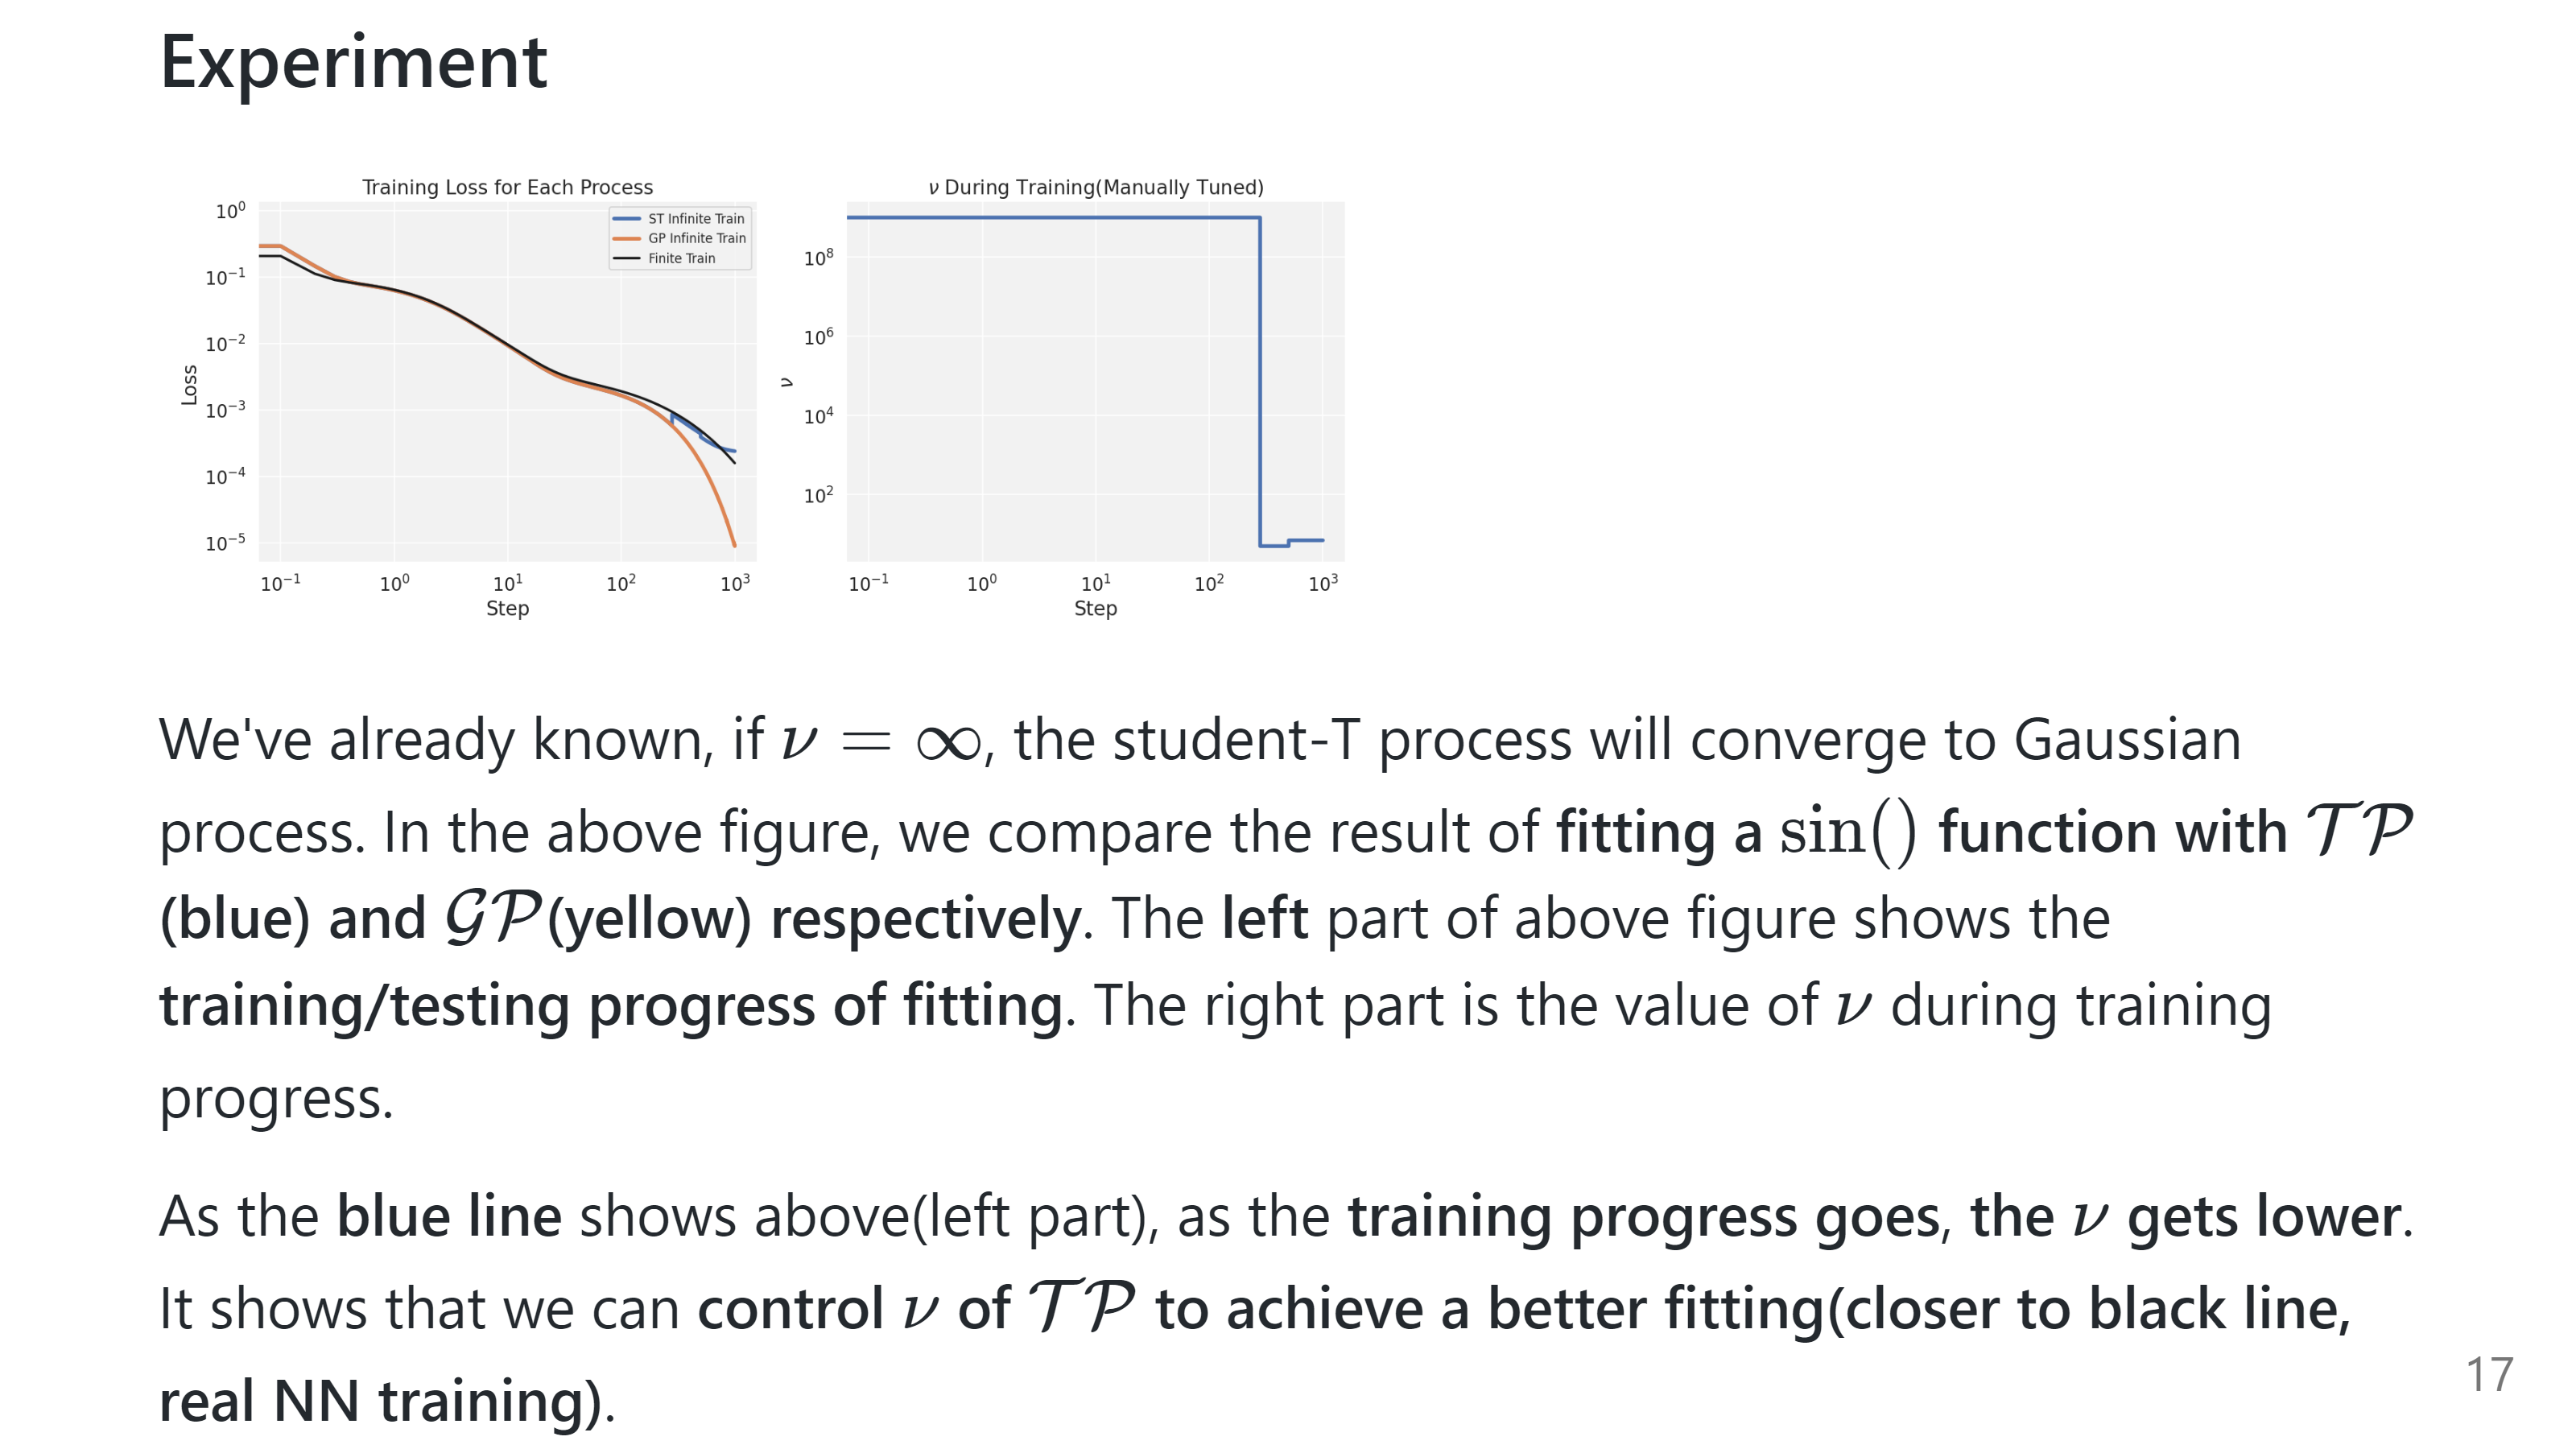 Experiment
Training Loss for Each Process
ST Infinite Train
GP Infinite Train
Finite Train
Loss
10⁰
10⁻¹
10⁻²
10⁻³
10⁻⁴
10⁻⁵
10⁻¹ 10⁰ 10¹ 10² 10³
Step
ν During Training(Manually Tuned)
ν
10⁸
10⁶
10⁴
10²
10⁻¹ 10⁰ 10¹ 10² 10³
Step
We've already known, if ν = ∞, the student-T process will converge to Gaussian
process. In the above figure, we compare the result of fitting a sin() function with 𝒯𝒫
(blue) and 𝒢𝒫(yellow) respectively. The left part of above figure shows the
training/testing progress of fitting. The right part is the value of ν during training
progress.
As the blue line shows above(left part), as the training progress goes, the ν gets lower.
It shows that we can control ν of 𝒯𝒫 to achieve a better fitting(closer to black line,
real NN training).
17